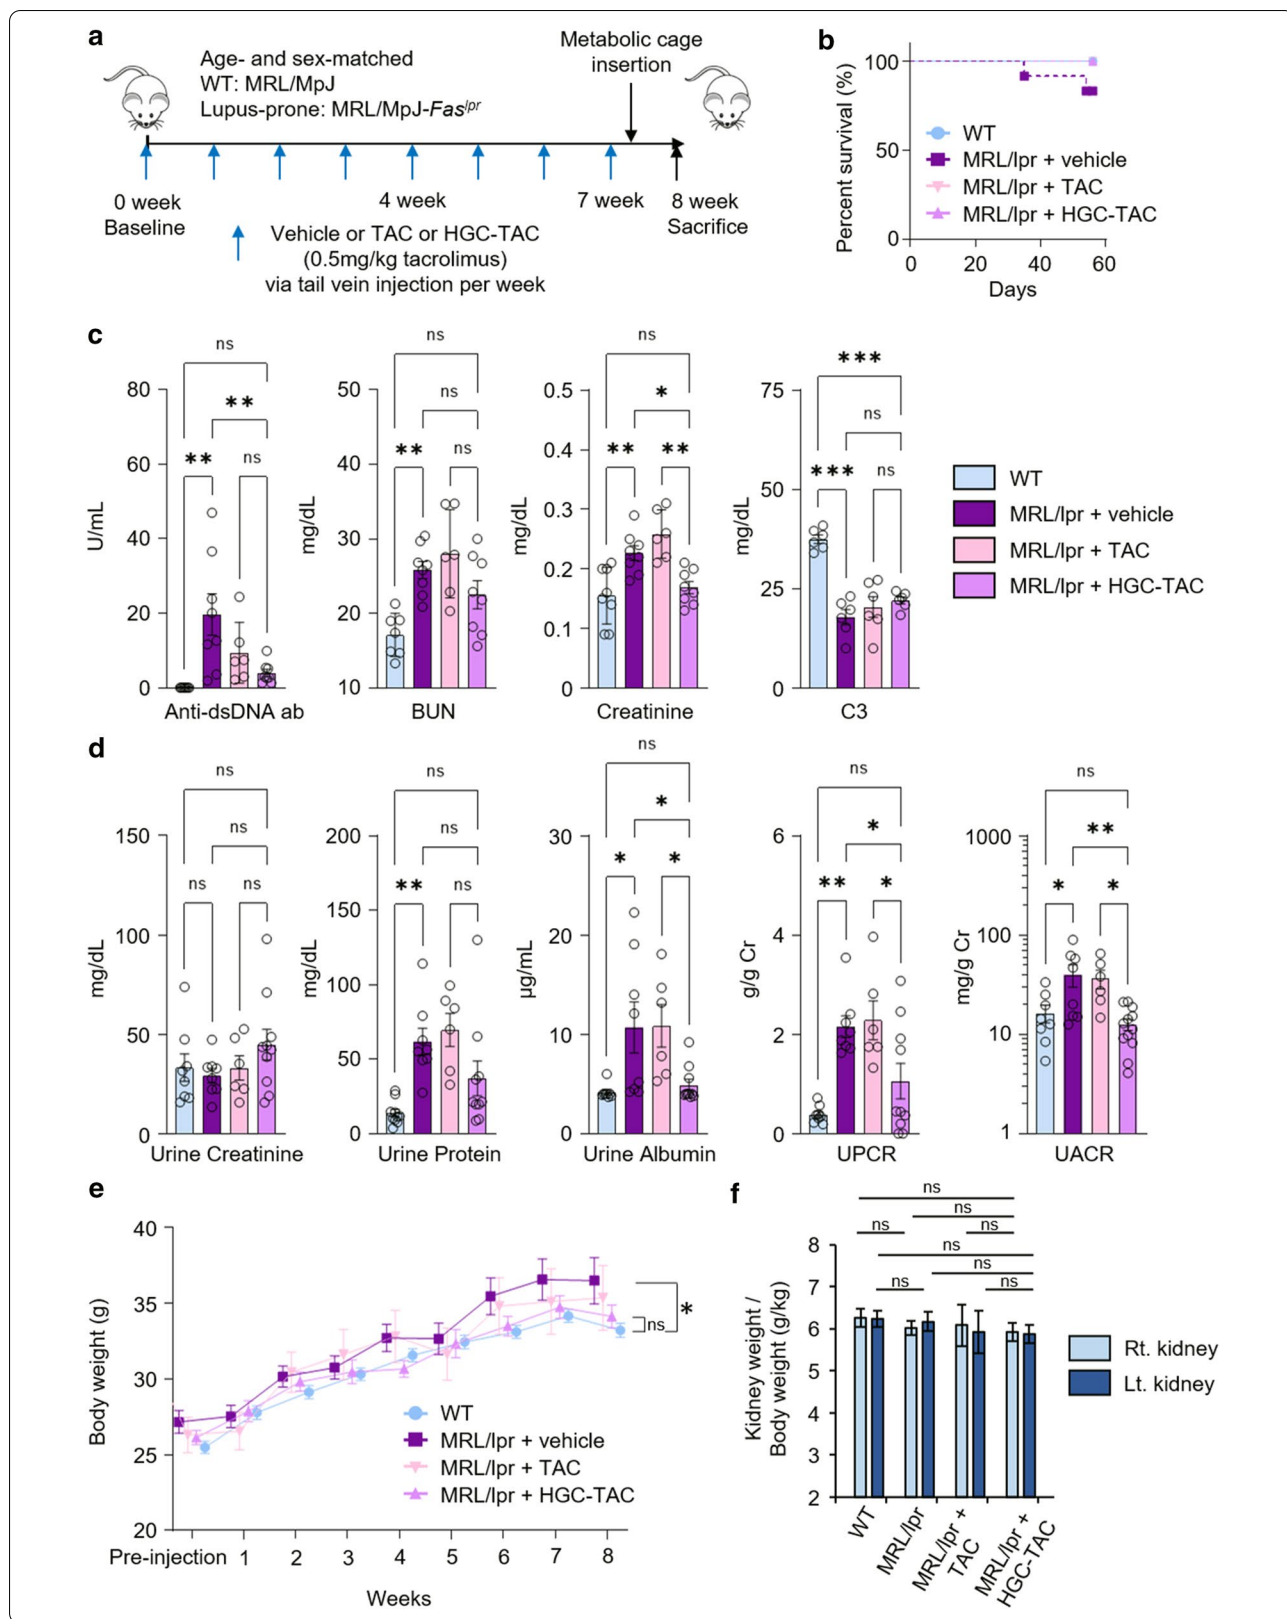 a
Age- and sex-matched
WT: MRL/MpJ
Lupus-prone: MRL/MpJ-Fas^lpr
Metabolic cage
insertion
0 week
Baseline
4 week
7 week
8 week
Sacrifice
Vehicle or TAC or HGC-TAC
(0.5mg/kg tacrolimus)
via tail vein injection per week
b
Percent survival (%)
100
50
0
0 20 40 60
Days
WT
MRL/lpr + vehicle
MRL/lpr + TAC
MRL/lpr + HGC-TAC
c
U/mL
80
60
40
20
0
ns
**
** ns
Anti-dsDNA ab
mg/dL
50
40
30
20
10
ns
ns
** ns
BUN
mg/dL
0.5
0.4
0.3
0.2
0.1
0
ns
*
** **
Creatinine
mg/dL
75
50
25
0
***
ns
*** ns
C3
WT
MRL/lpr + vehicle
MRL/lpr + TAC
MRL/lpr + HGC-TAC
d
mg/dL
150
100
50
0
ns
ns
ns ns
Urine Creatinine
mg/dL
200
150
100
50
0
ns
ns
** ns
Urine Protein
µg/mL
30
20
10
0
ns
*
* *
Urine Albumin
g/g Cr
6
4
2
0
ns
*
** *
UPCR
mg/g Cr
1000
100
10
1
ns
**
* *
UACR
e
Body weight (g)
40
35
30
25
20
*
ns
WT
MRL/lpr + vehicle
MRL/lpr + TAC
MRL/lpr + HGC-TAC
Pre-injection 1 2 3 4 5 6 7 8
Weeks
f
Kidney weight /
Body weight (g/kg)
8
7
6
5
4
3
2
ns
ns
ns ns
ns
ns
ns ns
WT
MRL/lpr
MRL/lpr +
TAC
MRL/lpr +
HGC-TAC
Rt. kidney
Lt. kidney